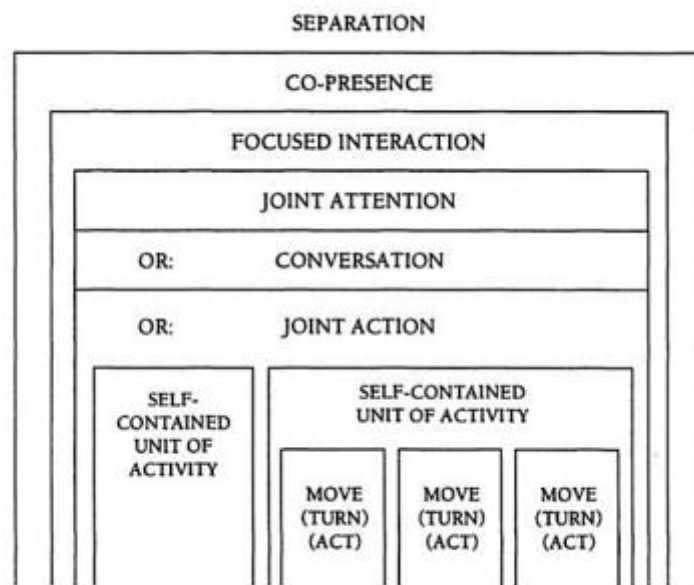 SEPARATION
CO-PRESENCE
FOCUSED INTERACTION
JOINT ATTENTION
OR: CONVERSATION
OR: JOINT ACTION
SELF-
CONTAINED
UNIT OF
ACTIVITY
SELF-CONTAINED
UNIT OF ACTIVITY
MOVE
(TURN)
(ACT)
MOVE
(TURN)
(ACT)
MOVE
(TURN)
(ACT)